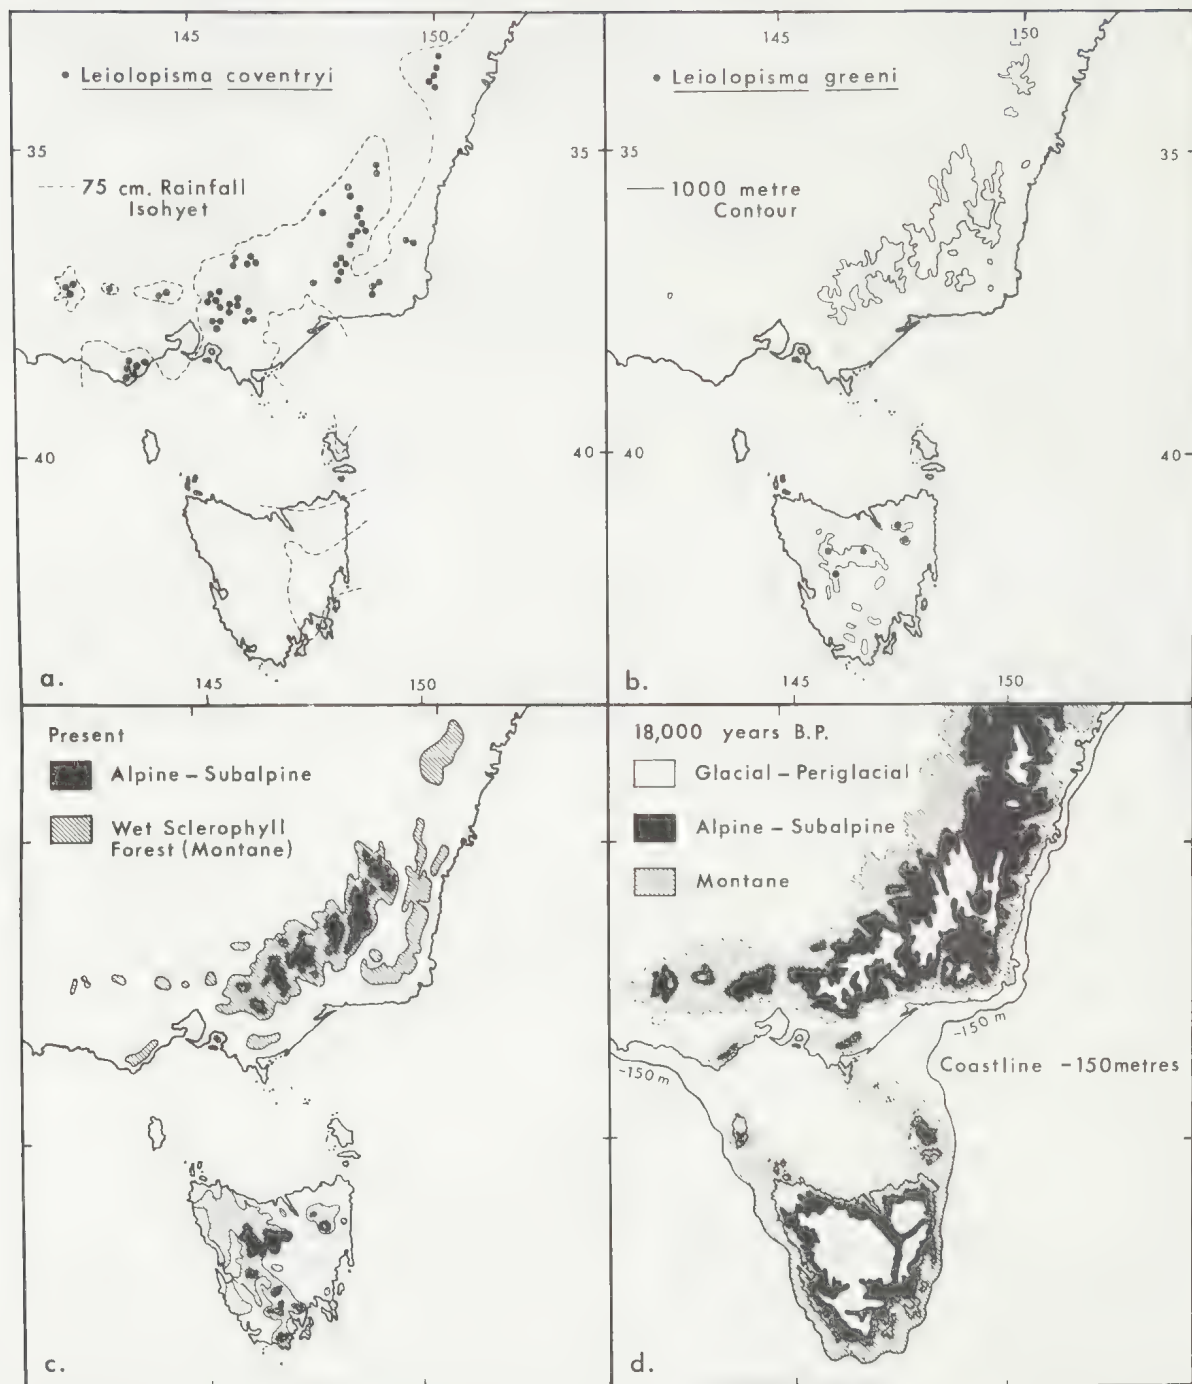 145 150
• Leiolopisma coventryi
35 35
---- 75 cm. Rainfall
Isohyet
40 40
a.
145 150
• Leiolopisma greeni
35 35
— 1000 metre
Contour
40 40
b.
145 150
Present
Alpine – Subalpine
Wet Sclerophyll
Forest (Montane)
c.
145 150
18,000 years B.P.
Glacial – Periglacial
Alpine – Subalpine
Montane
-150 m
-150 m
Coastline -150metres
d.